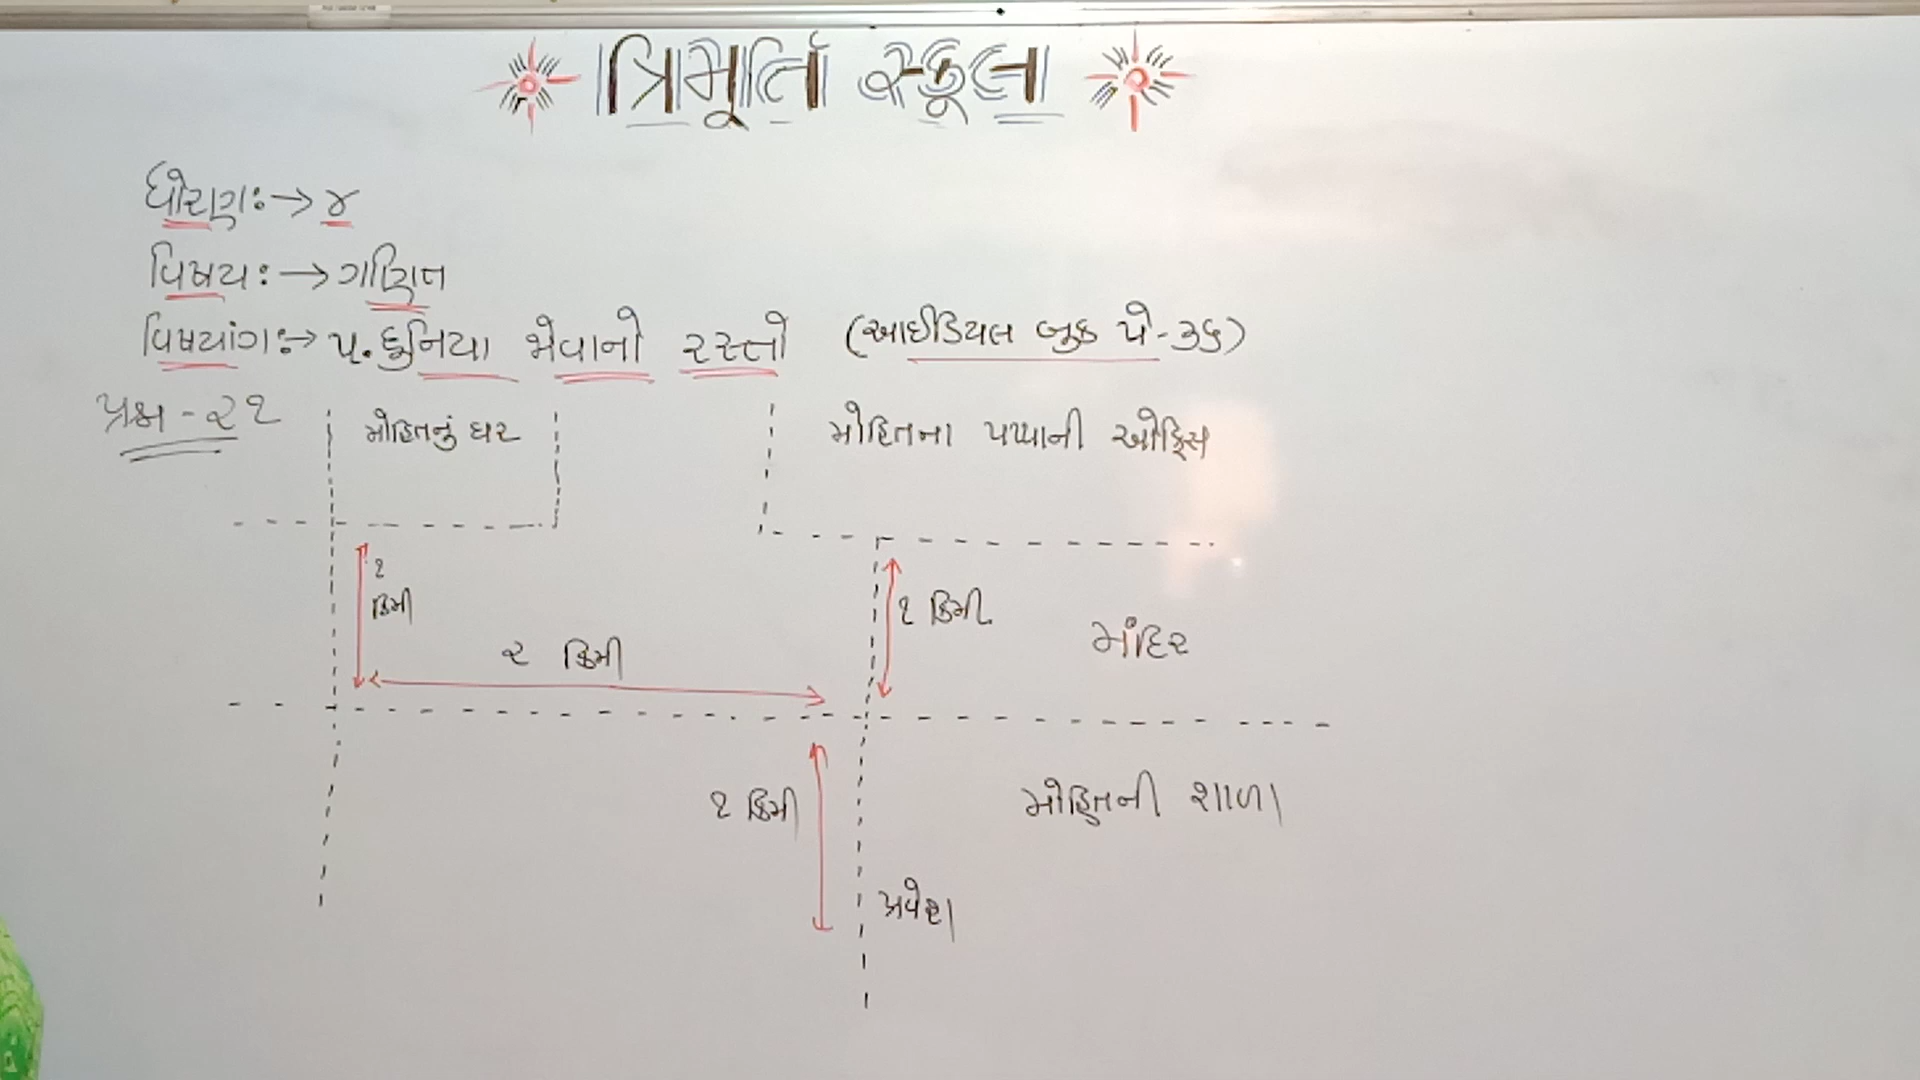 ત્રિમૂર્તિ સ્કૂલ
ધોરણઃ→ ૪
વિષયઃ→ ગણિત
વિષયાંગઃ→ ૫. દુનિયા જોવાનો રસ્તો (આઈડિયલ બુક પે-૩૬)
પ્રશ્ન - ૨૧
મોહિતનું ઘર
મોહિતના પપ્પાની ઓફિસ
૧
કિમી
૨ કિમી
૧ કિમી.
મંદિર
૧ કિમી
મોહિતની શાળા
પ્રવેશ